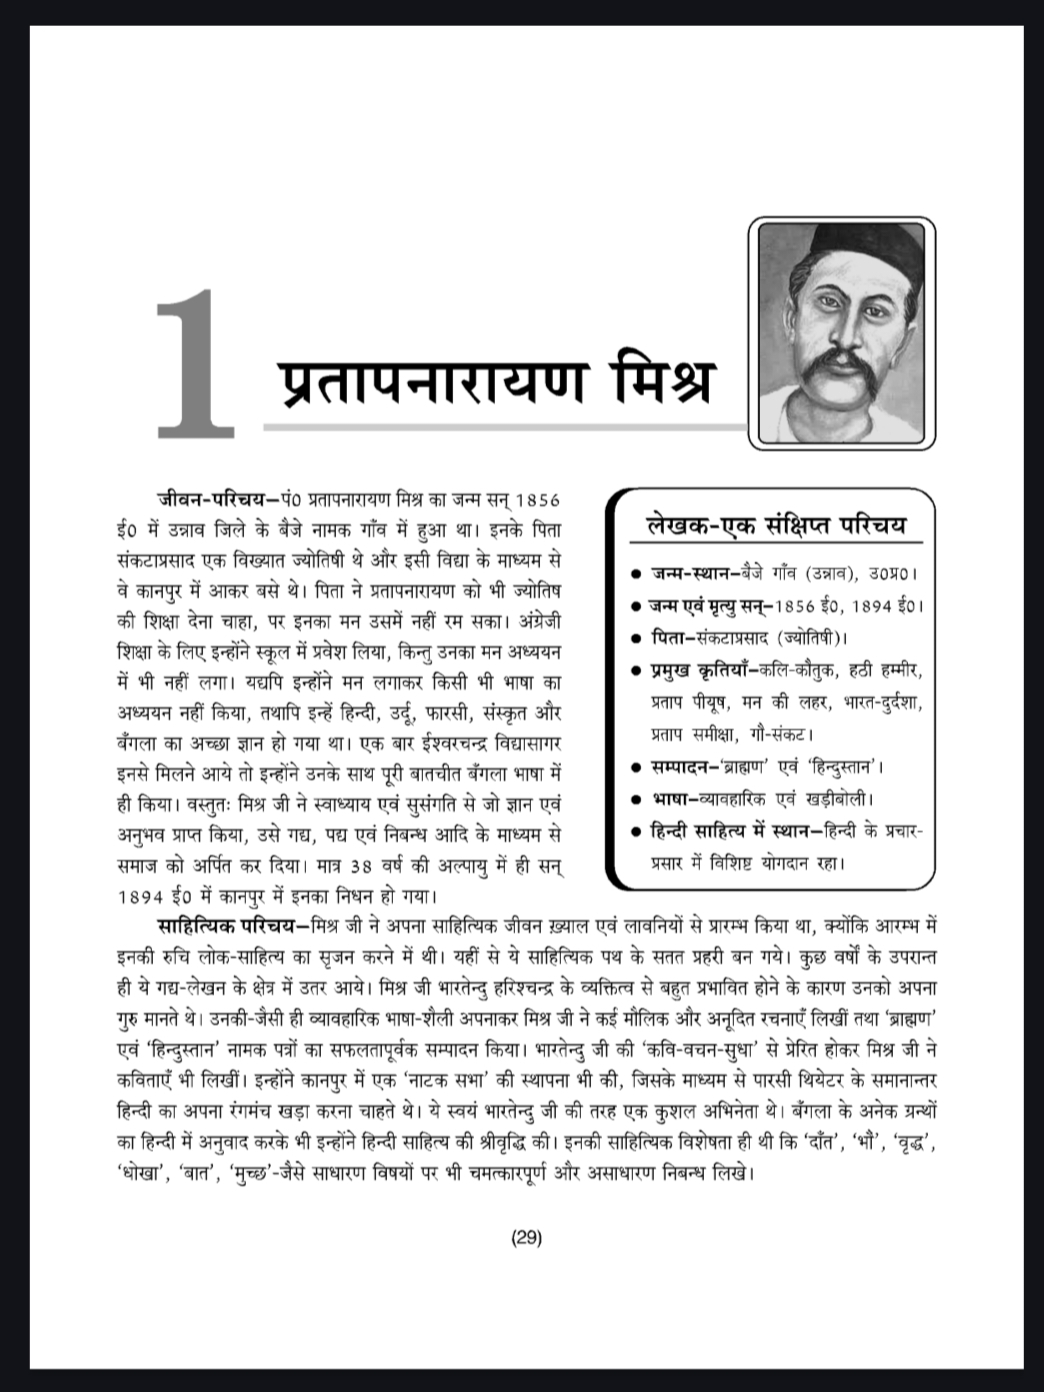 1
प्रतापनारायण मिश्र
जीवन-परिचय–पं0 प्रतापनारायण मिश्र का जन्म सन् 1856
ई0 में उन्नाव जिले के बैजे नामक गाँव में हुआ था। इनके पिता
संकटाप्रसाद एक विख्यात ज्योतिषी थे और इसी विद्या के माध्यम से
वे कानपुर में आकर बसे थे। पिता ने प्रतापनारायण को भी ज्योतिष
की शिक्षा देना चाहा, पर इनका मन उसमें नहीं रम सका। अंग्रेजी
शिक्षा के लिए इन्होंने स्कूल में प्रवेश लिया, किन्तु उनका मन अध्ययन
में भी नहीं लगा। यद्यपि इन्होंने मन लगाकर किसी भी भाषा का
अध्ययन नहीं किया, तथापि इन्हें हिन्दी, उर्दू, फारसी, संस्कृत और
बँगला का अच्छा ज्ञान हो गया था। एक बार ईश्वरचन्द्र विद्यासागर
इनसे मिलने आये तो इन्होंने उनके साथ पूरी बातचीत बँगला भाषा में
ही किया। वस्तुतः मिश्र जी ने स्वाध्याय एवं सुसंगति से जो ज्ञान एवं
अनुभव प्राप्त किया, उसे गद्य, पद्य एवं निबन्ध आदि के माध्यम से
समाज को अर्पित कर दिया। मात्र 38 वर्ष की अल्पायु में ही सन्
1894 ई0 में कानपुर में इनका निधन हो गया।
लेखक-एक संक्षिप्त परिचय
● जन्म-स्थान–बैजे गाँव (उन्नाव), उ0प्र0।
● जन्म एवं मृत्यु सन्–1856 ई0, 1894 ई0।
● पिता–संकटाप्रसाद (ज्योतिषी)।
● प्रमुख कृतियाँ–कलि-कौतुक, हठी हम्मीर,
प्रताप पीयूष, मन की लहर, भारत-दुर्दशा,
प्रताप समीक्षा, गौ-संकट।
● सम्पादन–‘ब्राह्मण’ एवं ‘हिन्दुस्तान’।
● भाषा–व्यावहारिक एवं खड़ीबोली।
● हिन्दी साहित्य में स्थान–हिन्दी के प्रचार-
प्रसार में विशिष्ट योगदान रहा।
साहित्यिक परिचय–मिश्र जी ने अपना साहित्यिक जीवन ख़्याल एवं लावनियों से प्रारम्भ किया था, क्योंकि आरम्भ में
इनकी रुचि लोक-साहित्य का सृजन करने में थी। यहीं से ये साहित्यिक पथ के सतत प्रहरी बन गये। कुछ वर्षों के उपरान्त
ही ये गद्य-लेखन के क्षेत्र में उतर आये। मिश्र जी भारतेन्दु हरिश्चन्द्र के व्यक्तित्व से बहुत प्रभावित होने के कारण उनको अपना
गुरु मानते थे। उनकी-जैसी ही व्यावहारिक भाषा-शैली अपनाकर मिश्र जी ने कई मौलिक और अनूदित रचनाएँ लिखीं तथा ‘ब्राह्मण’
एवं ‘हिन्दुस्तान’ नामक पत्रों का सफलतापूर्वक सम्पादन किया। भारतेन्दु जी की ‘कवि-वचन-सुधा’ से प्रेरित होकर मिश्र जी ने
कविताएँ भी लिखीं। इन्होंने कानपुर में एक ‘नाटक सभा’ की स्थापना भी की, जिसके माध्यम से पारसी थियेटर के समानान्तर
हिन्दी का अपना रंगमंच खड़ा करना चाहते थे। ये स्वयं भारतेन्दु जी की तरह एक कुशल अभिनेता थे। बँगला के अनेक ग्रन्थों
का हिन्दी में अनुवाद करके भी इन्होंने हिन्दी साहित्य की श्रीवृद्धि की। इनकी साहित्यिक विशेषता ही थी कि ‘दाँत’, ‘भौं’, ‘वृद्ध’,
‘धोखा’, ‘बात’, ‘मुच्छ’-जैसे साधारण विषयों पर भी चमत्कारपूर्ण और असाधारण निबन्ध लिखे।
(29)